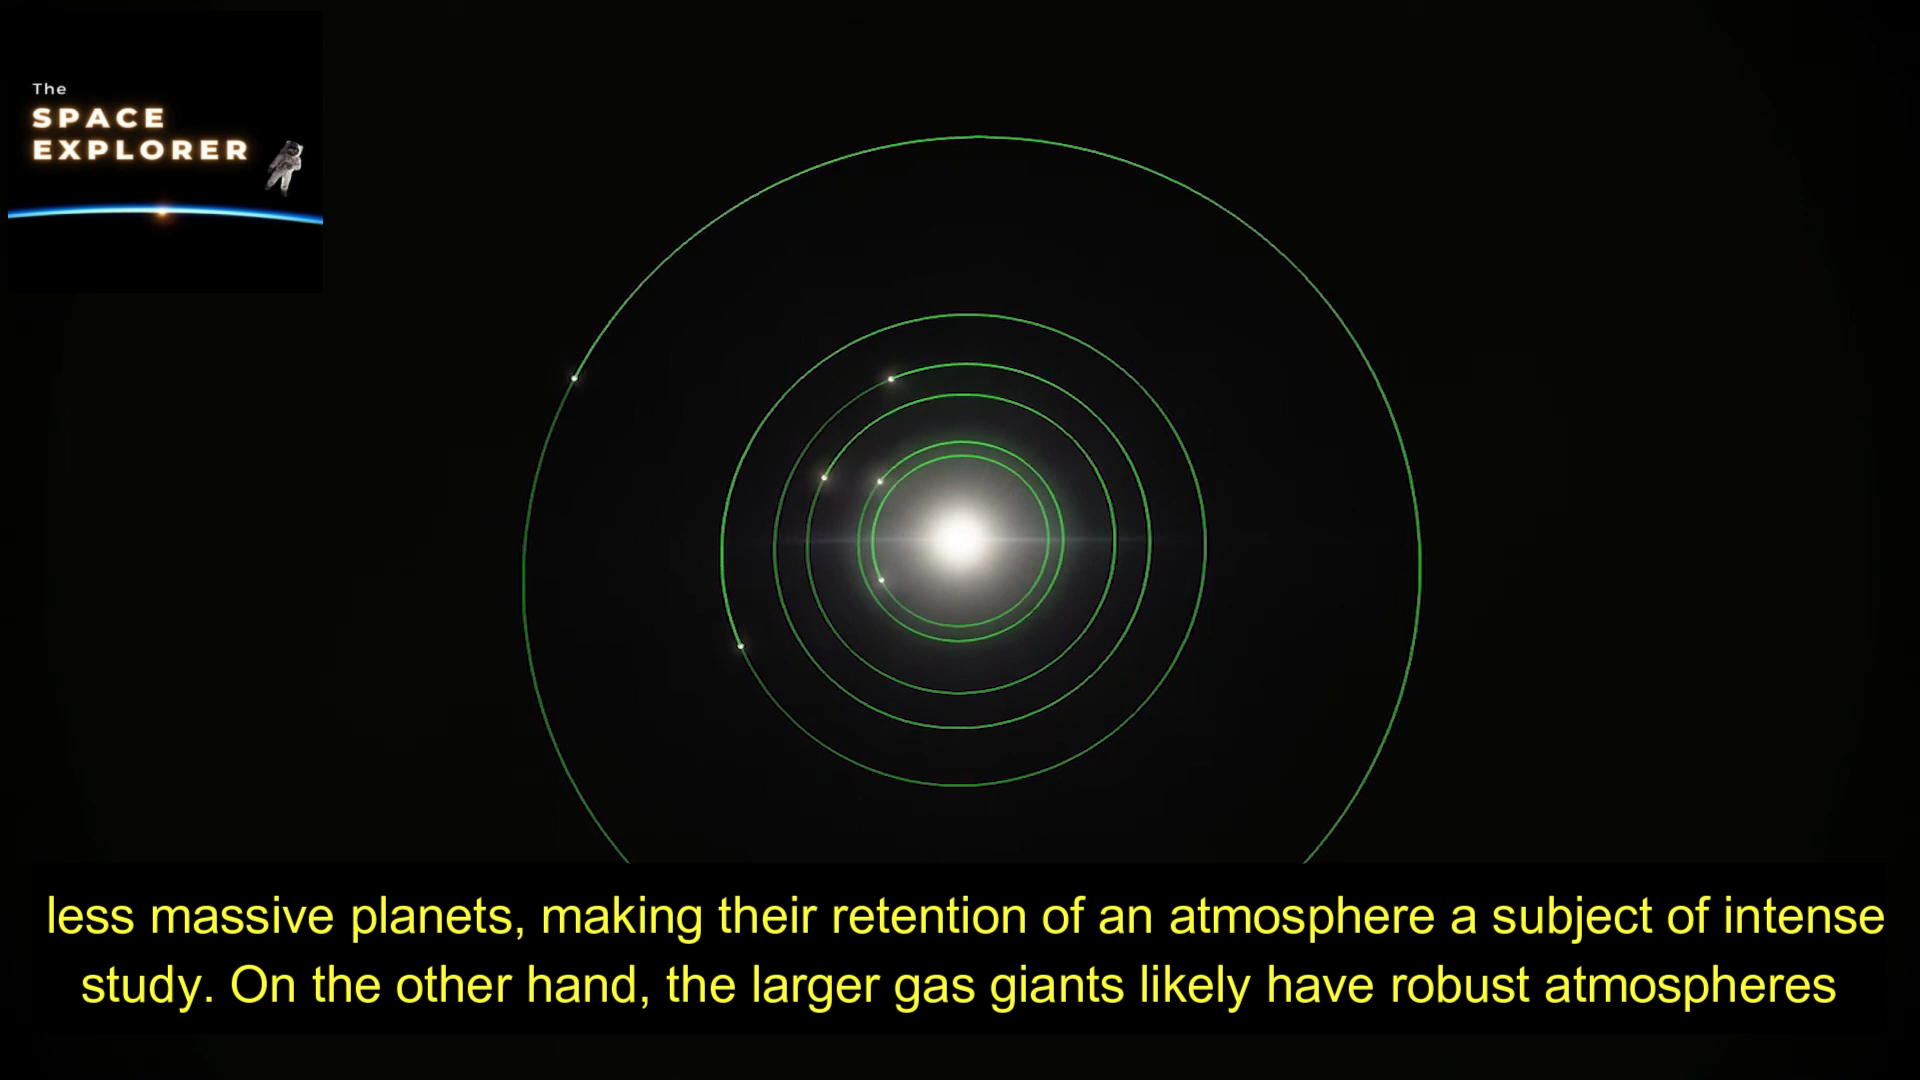 The
SPACE
EXPLORER
less massive planets, making their retention of an atmosphere a subject of intense
study. On the other hand, the larger gas giants likely have robust atmospheres